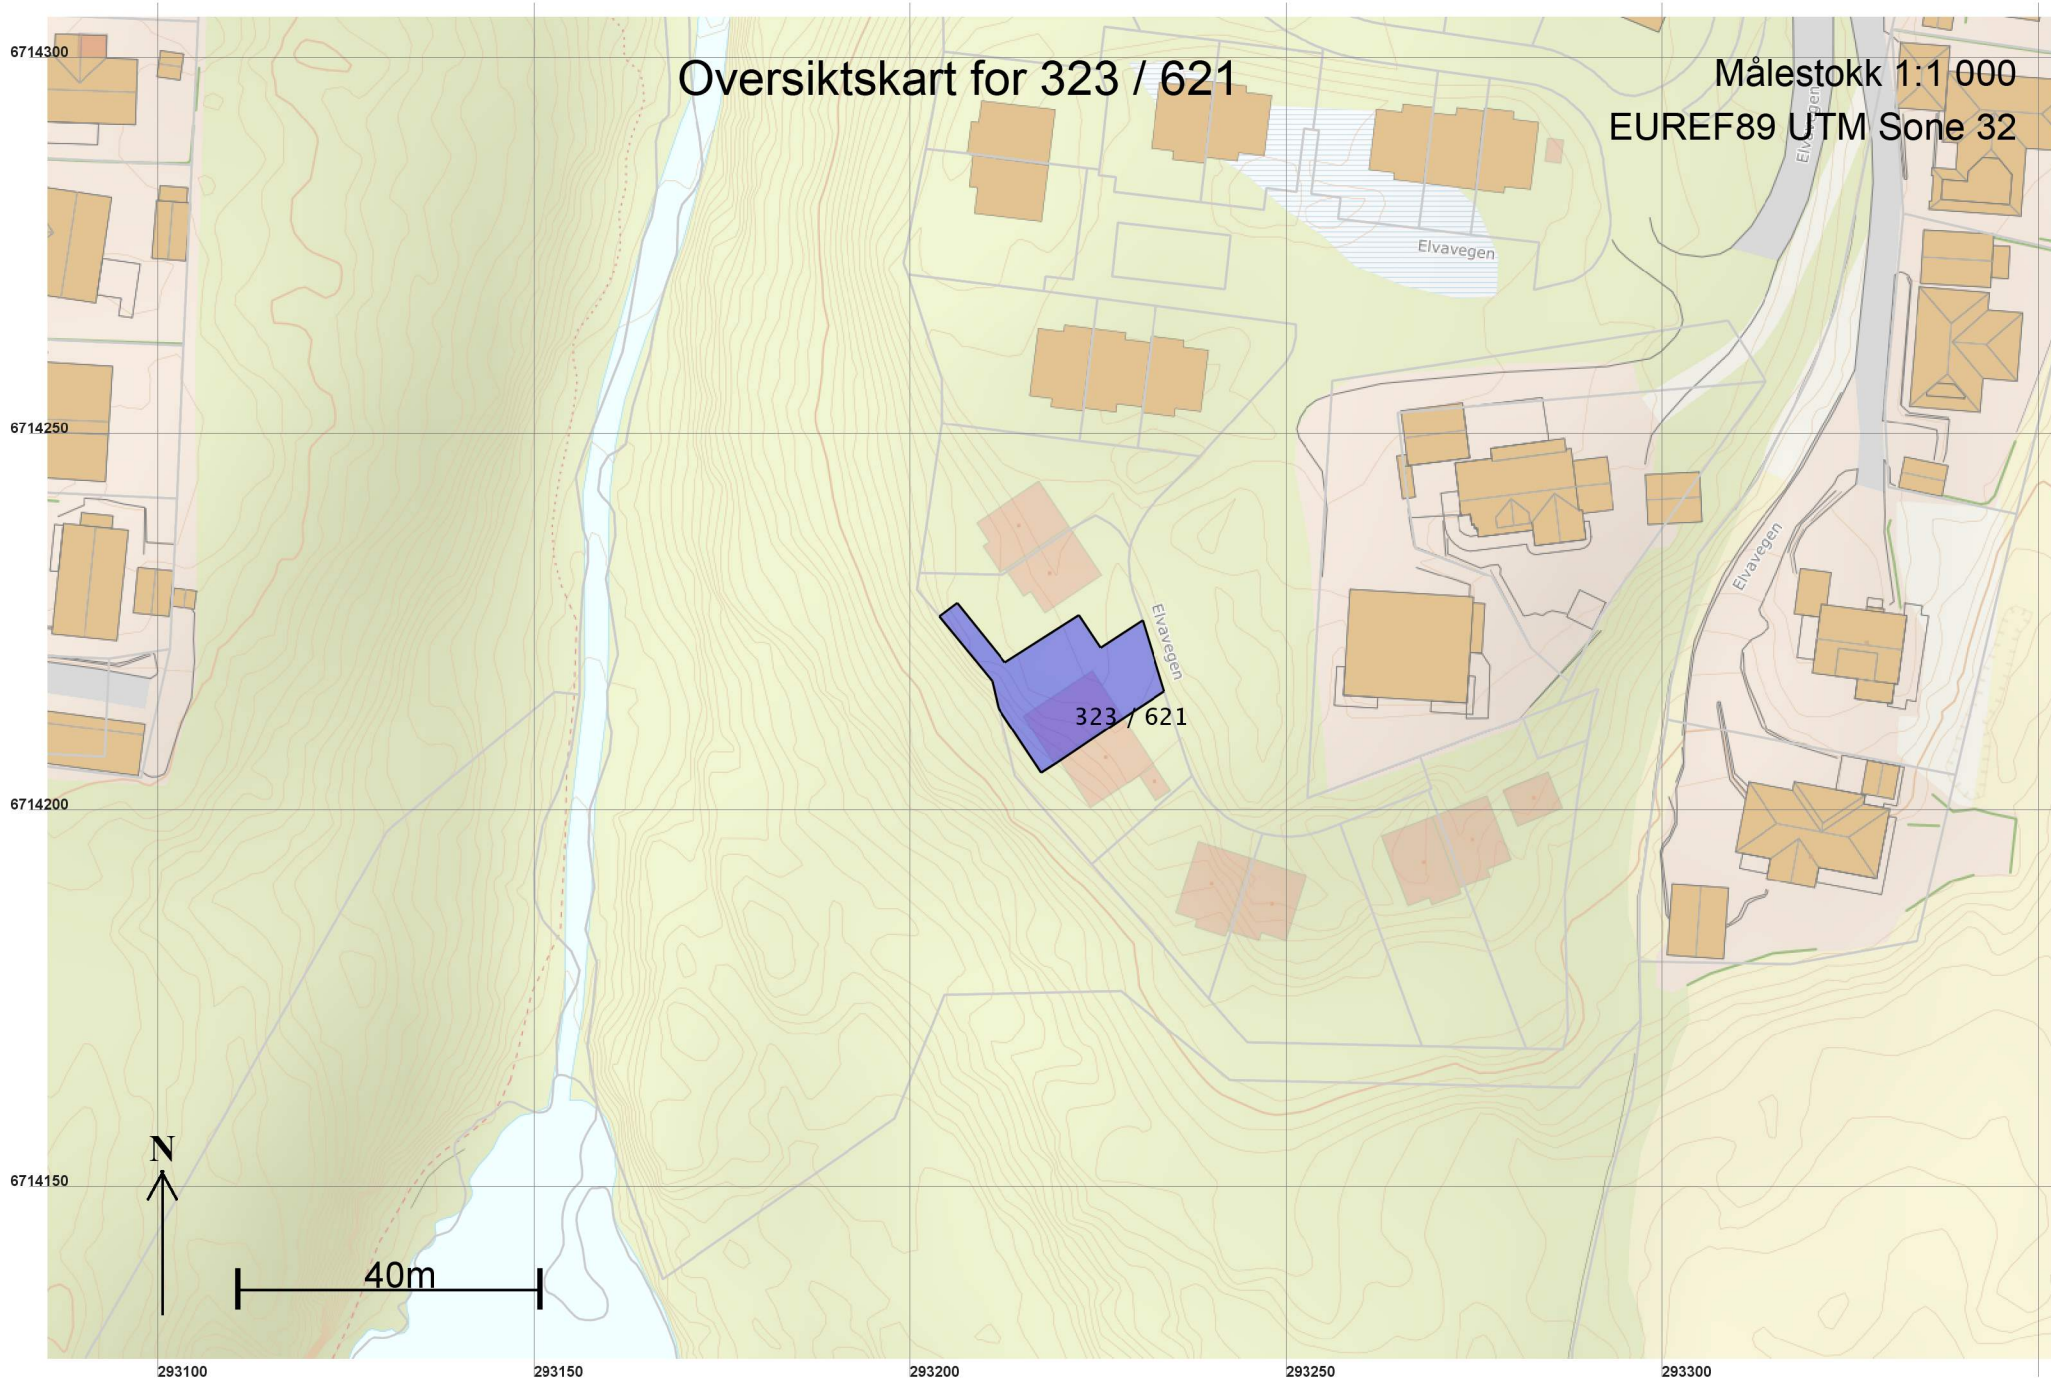 6714300
Oversiktskart for 323 / 621
Målestokk 1:1 000
EUREF89 UTM Sone 32
Elvavegen
Elvavegen
6714250
Elvavegen
Elvavegen
323 / 621
6714200
6714150
N
40m
293100
293150
293200
293250
293300